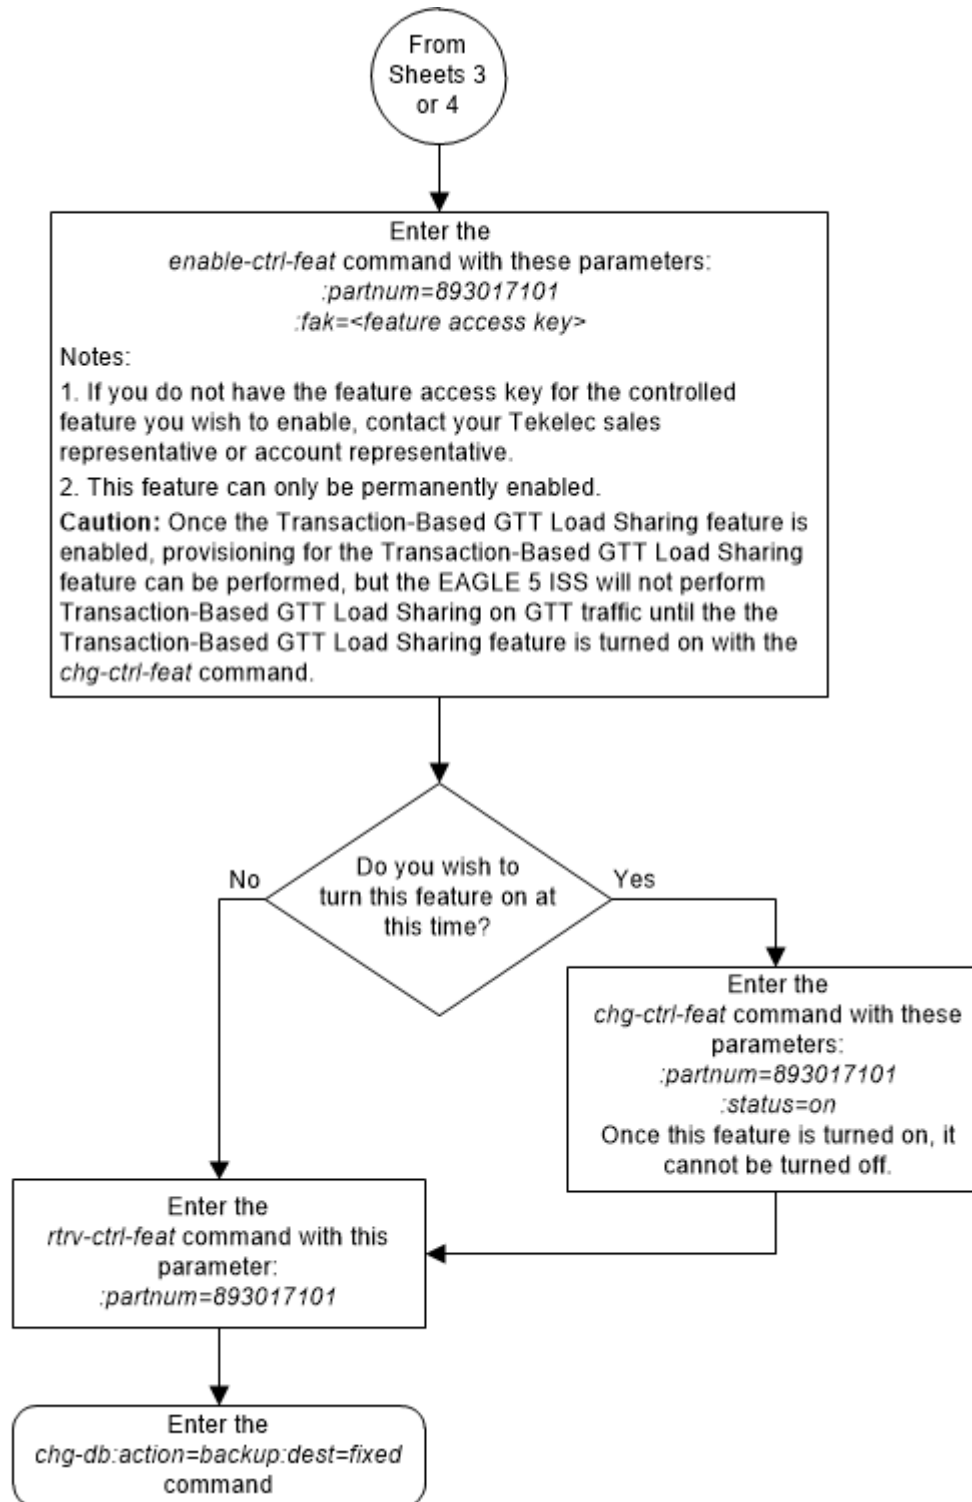 From
Sheets 3
or 4
Enter the
enable-ctrl-feat command with these parameters:
:partnum=893017101
:fak=<feature access key>
Notes:
1. If you do not have the feature access key for the controlled
feature you wish to enable, contact your Tekelec sales
representative or account representative.
2. This feature can only be permanently enabled.
Caution: Once the Transaction-Based GTT Load Sharing feature is
enabled, provisioning for the Transaction-Based GTT Load Sharing
feature can be performed, but the EAGLE 5 ISS will not perform
Transaction-Based GTT Load Sharing on GTT traffic until the the
Transaction-Based GTT Load Sharing feature is turned on with the
chg-ctrl-feat command.
Do you wish to
turn this feature on at
this time?
No
Yes
Enter the
chg-ctrl-feat command with these
parameters:
:partnum=893017101
:status=on
Once this feature is turned on, it
cannot be turned off.
Enter the
rtrv-ctrl-feat command with this
parameter:
:partnum=893017101
Enter the
chg-db:action=backup:dest=fixed
command